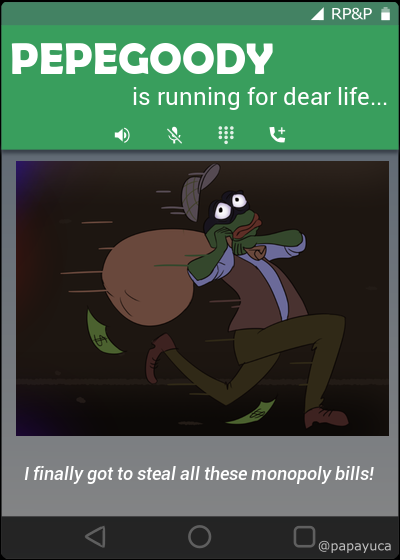 RP&P
PEPEGOODY
is running for dear life...
I finally got to steal all these monopoly bills!
@papayuca